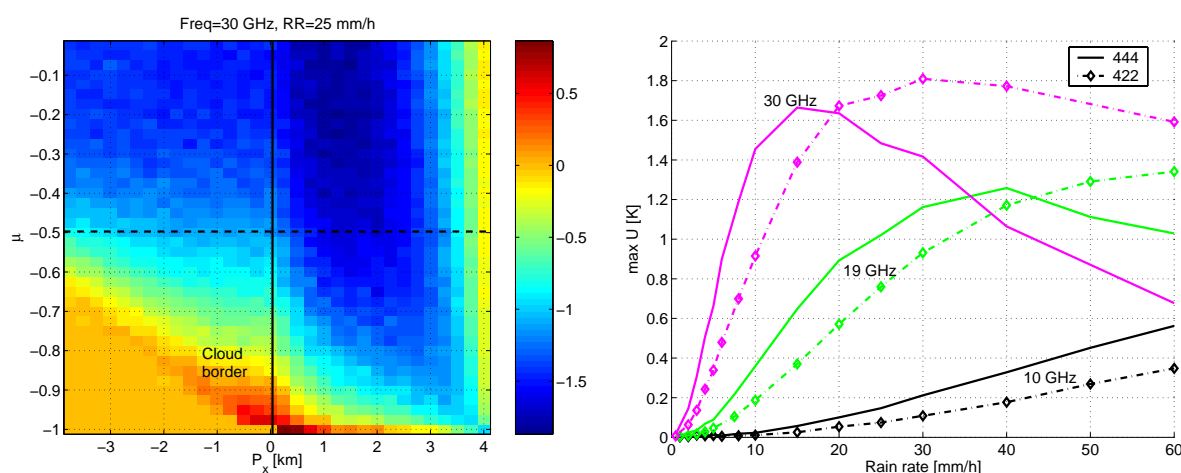 Freq=30 GHz, RR=25 mm/h
−0.1
−0.2
−0.3
−0.4
−0.5
−0.6
−0.7
−0.8
−0.9
−1
μ
−3 −2 −1 0 1 2 3 4
P_x [km]
Cloud
border
0.5
0
−0.5
−1
−1.5
2
1.8
1.6
1.4
1.2
1
0.8
0.6
0.4
0.2
0
max U [K]
0 10 20 30 40 50 60
Rain rate [mm/h]
444
422
30 GHz
19 GHz
10 GHz